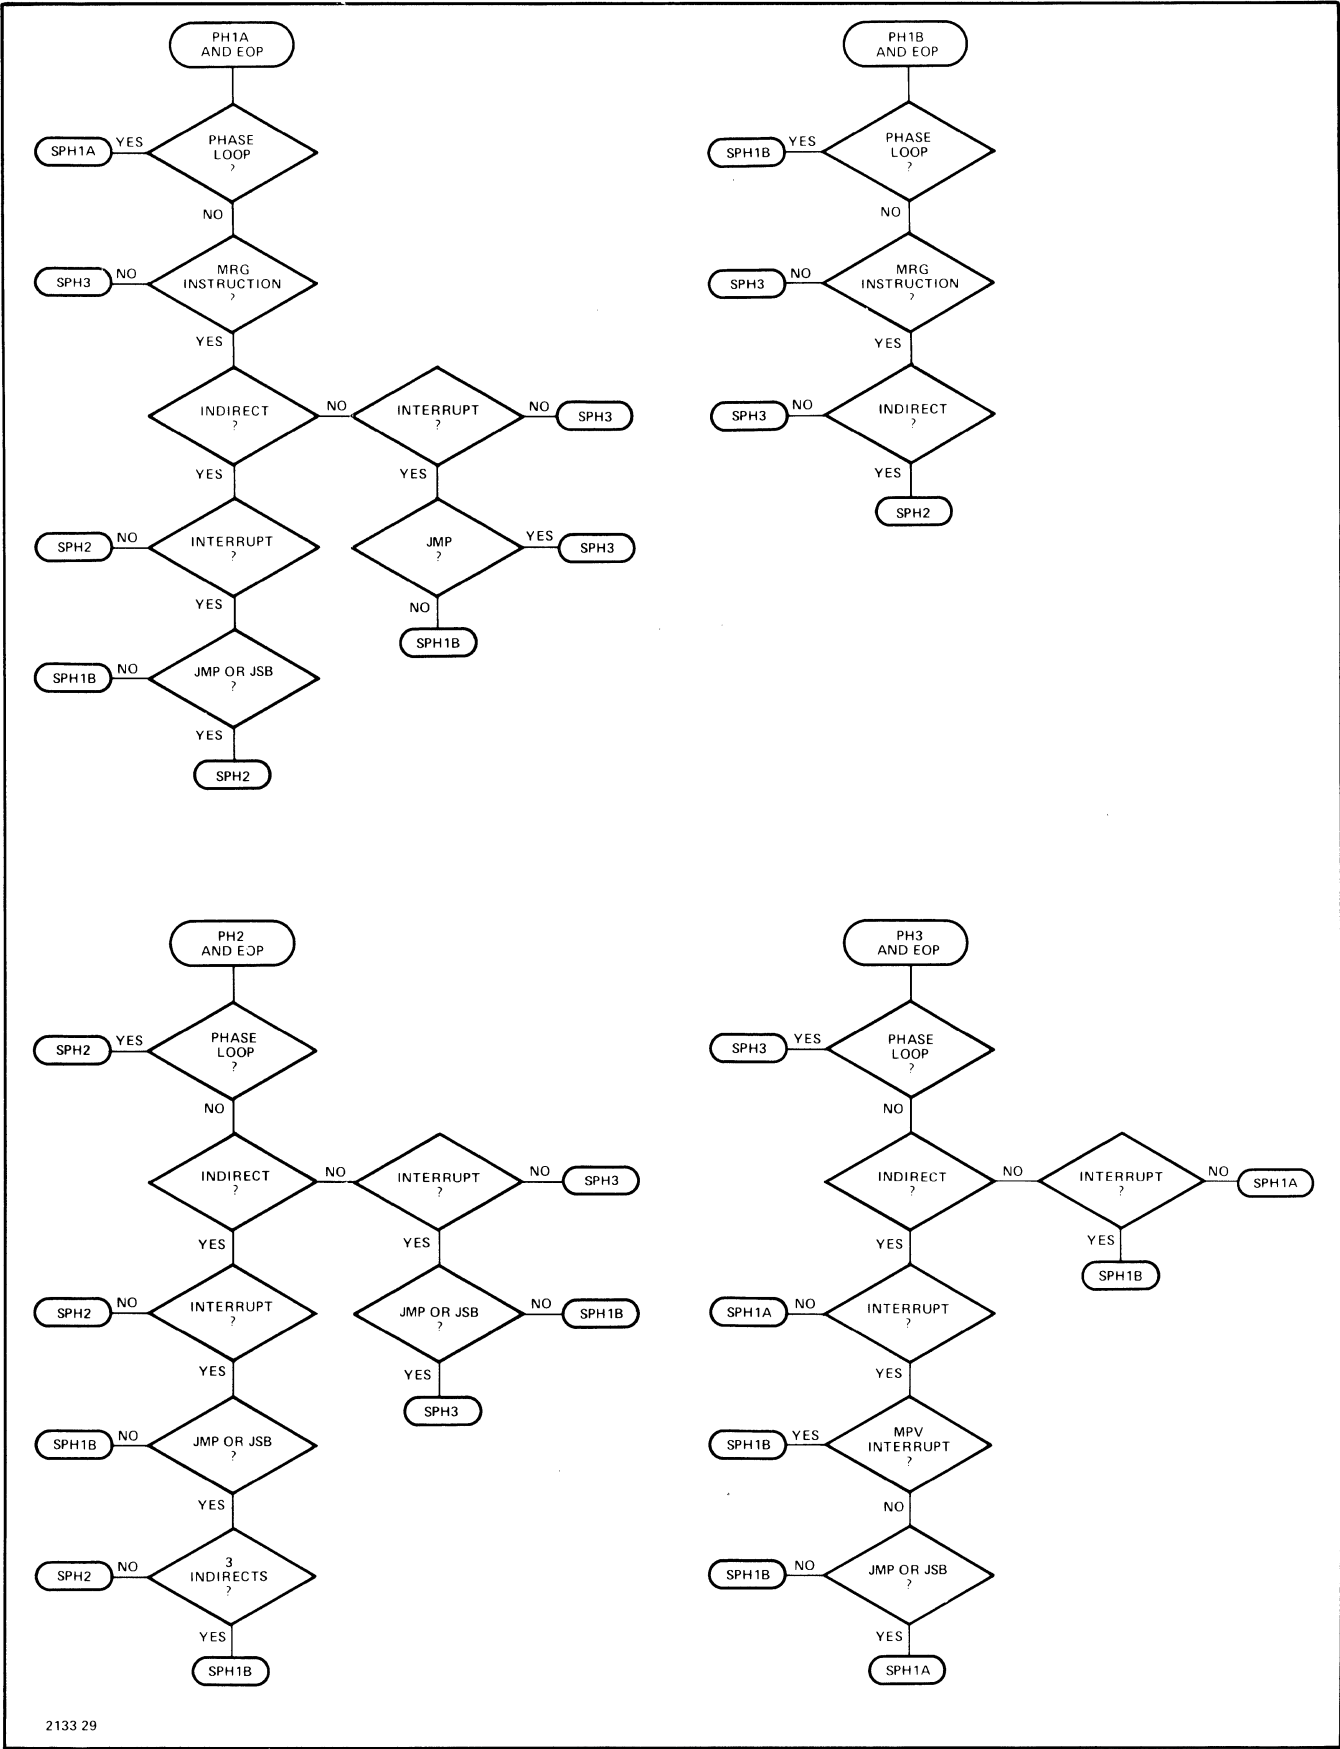 PH1A
AND EOP
SPH1A
YES
PHASE
LOOP
?
NO
SPH3
NO
MRG
INSTRUCTION
?
YES
INDIRECT
?
NO
INTERRUPT
?
NO
SPH3
YES
YES
SPH2
NO
INTERRUPT
?
JMP
?
YES
SPH3
YES
NO
SPH1B
SPH1B
NO
JMP OR JSB
?
YES
SPH2
PH1B
AND EOP
SPH1B
YES
PHASE
LOOP
?
NO
SPH3
NO
MRG
INSTRUCTION
?
YES
SPH3
NO
INDIRECT
?
YES
SPH2
PH2
AND EOP
SPH2
YES
PHASE
LOOP
?
NO
INDIRECT
?
NO
INTERRUPT
?
NO
SPH3
YES
YES
SPH2
NO
INTERRUPT
?
JMP OR JSB
?
NO
SPH1B
YES
YES
SPH3
SPH1B
NO
JMP OR JSB
?
YES
SPH2
NO
3
INDIRECTS
?
YES
SPH1B
PH3
AND EOP
SPH3
YES
PHASE
LOOP
?
NO
INDIRECT
?
NO
INTERRUPT
?
NO
SPH1A
YES
YES
SPH1B
SPH1A
NO
INTERRUPT
?
YES
SPH1B
YES
MPV
INTERRUPT
?
NO
SPH1B
NO
JMP OR JSB
?
YES
SPH1A
2133 29